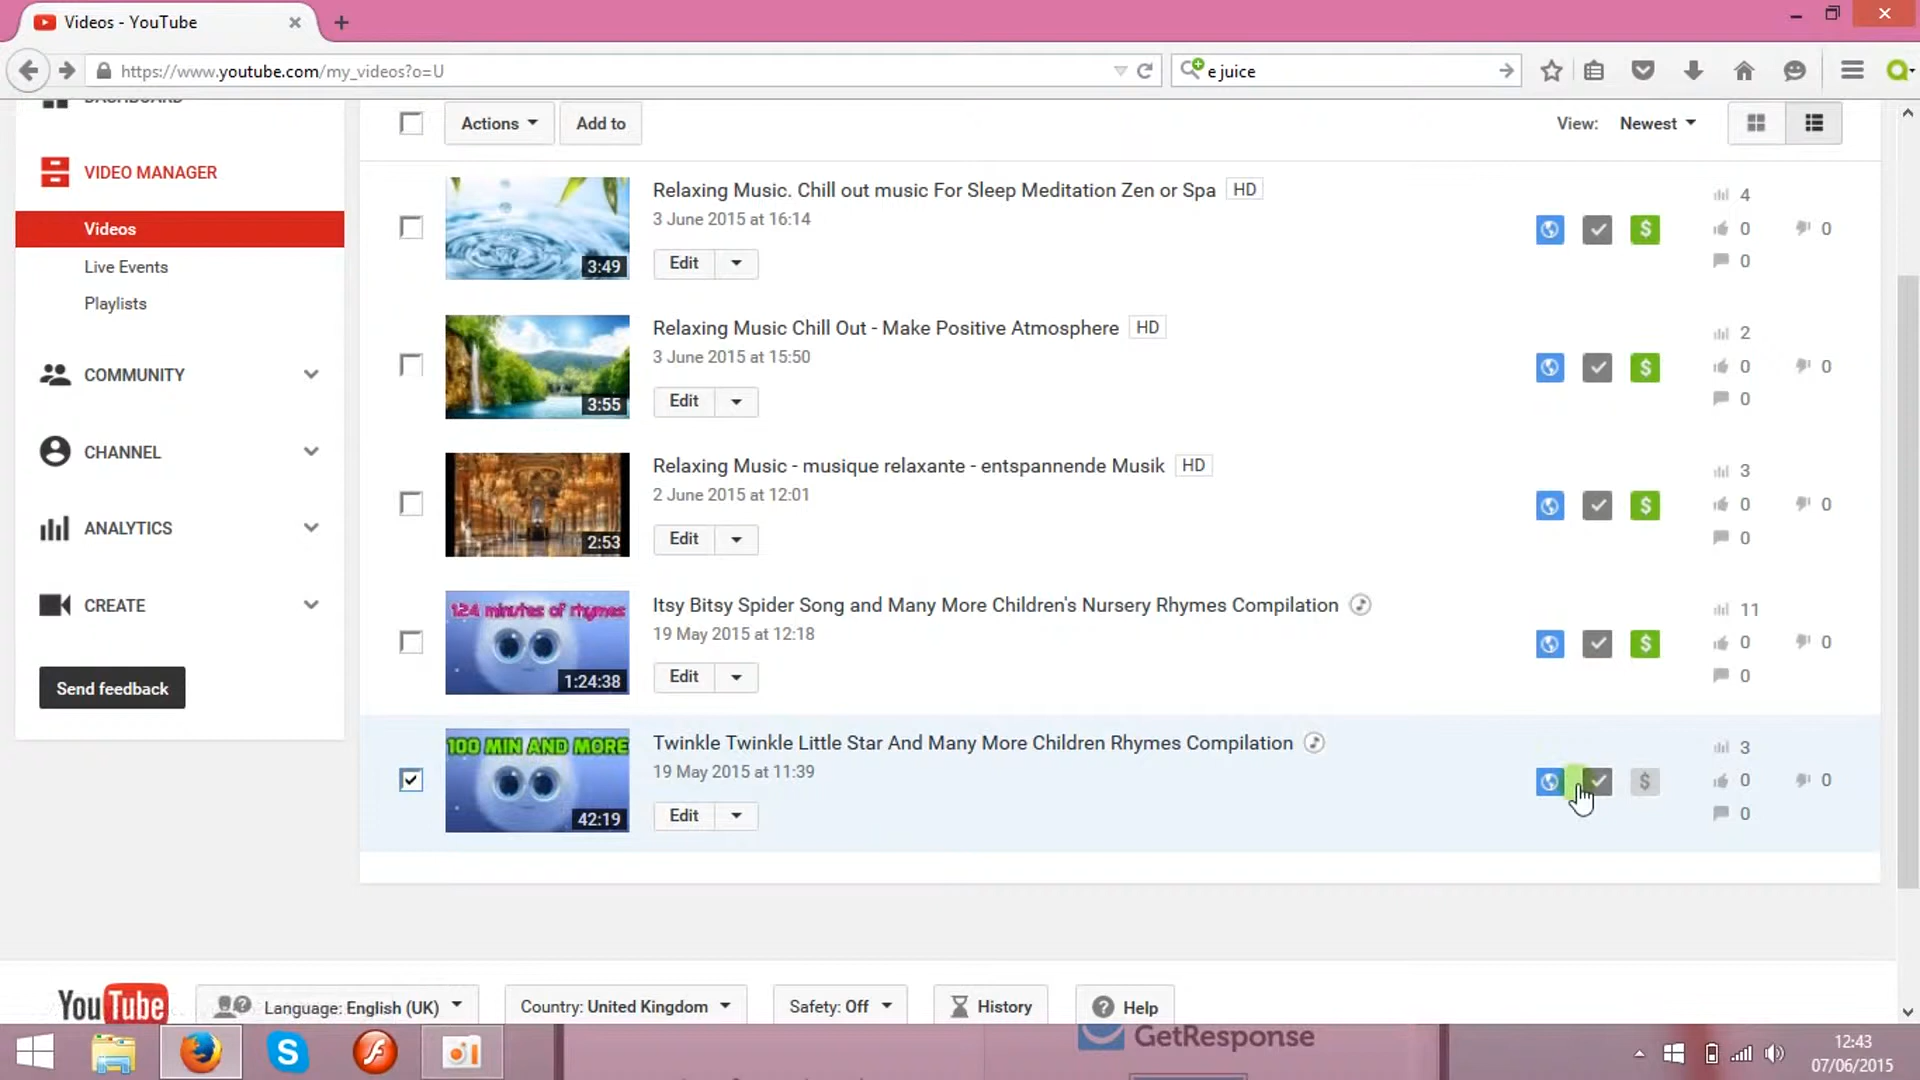 Videos - YouTube
https://www.youtube.com/my_videos?o=U
e juice
DASHBOARD
Actions
Add to
View: Newest
VIDEO MANAGER
Videos
Live Events
Playlists
COMMUNITY
CHANNEL
ANALYTICS
CREATE
Send feedback
Relaxing Music. Chill out music For Sleep Meditation Zen or Spa HD
3 June 2015 at 16:14
3:49
Edit
$
4
0 0
0
Relaxing Music Chill Out - Make Positive Atmosphere HD
3 June 2015 at 15:50
3:55
Edit
$
2
0 0
0
Relaxing Music - musique relaxante - entspannende Musik HD
2 June 2015 at 12:01
2:53
Edit
$
3
0 0
0
124 minutes of rhymes
Itsy Bitsy Spider Song and Many More Children's Nursery Rhymes Compilation
19 May 2015 at 12:18
1:24:38
Edit
$
11
0 0
0
100 MIN AND MORE
Twinkle Twinkle Little Star And Many More Children Rhymes Compilation
19 May 2015 at 11:39
42:19
Edit
$
3
0 0
0
YouTube
Language: English (UK)
Country: United Kingdom
Safety: Off
History
Help
GetResponse
12:43
07/06/2015